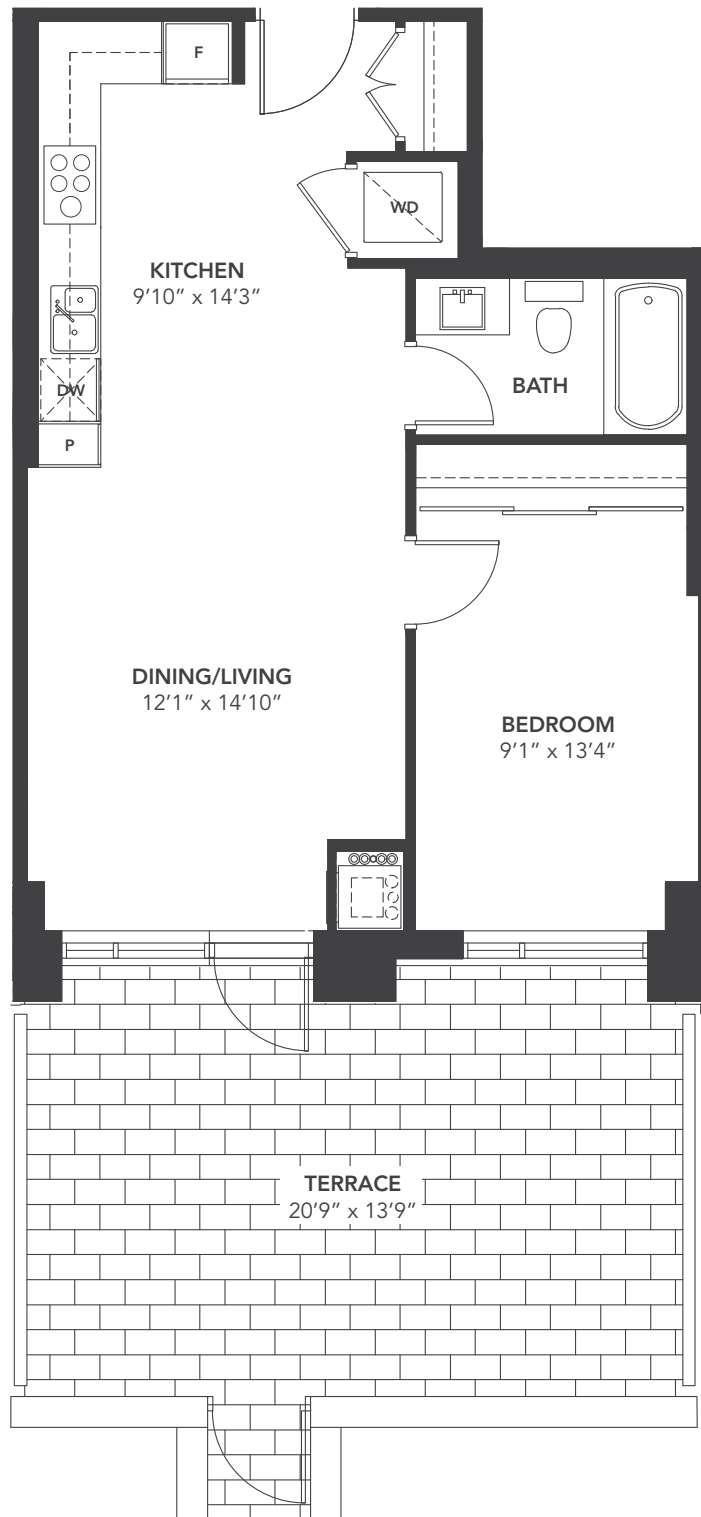 F
WD
KITCHEN
9’10” x 14’3”
DW
BATH
P
DINING/LIVING
12’1” x 14’10”
BEDROOM
9’1” x 13’4”
TERRACE
20’9” x 13’9”